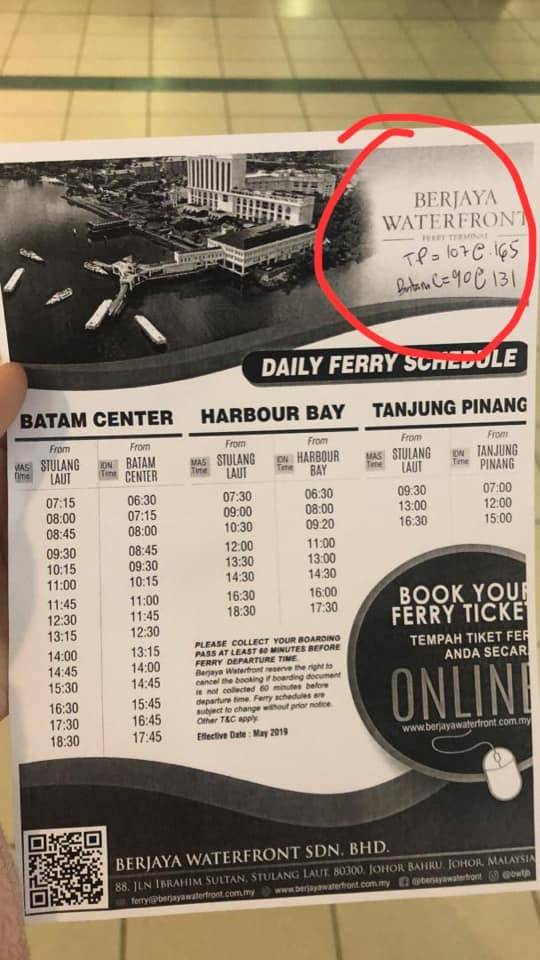 BERJAYA
WATERFRONT
FERRY TERMINAL
T.P = 107 C. 165
Batam C = 90 C 131
DAILY FERRY SCHEDULE
BATAM CENTER
MAS Time From STULANG LAUT IDN Time From BATAM CENTER
07:15 06:30
08:00 07:15
08:45 08:00
09:30 08:45
10:15 09:30
11:00 10:15
11:45 11:00
12:30 11:45
13:15 12:30
14:00 13:15
14:45 14:00
15:30 14:45
16:30 15:45
17:30 16:45
18:30 17:45
HARBOUR BAY
MAS Time From STULANG LAUT IDN Time From HARBOUR BAY
07:30 06:30
09:00 08:00
10:30 09:20
12:00 11:00
13:30 13:00
14:30 14:30
16:30 16:00
18:30 17:30
PLEASE COLLECT YOUR BOARDING
PASS AT LEAST 60 MINUTES BEFORE
FERRY DEPARTURE TIME.
Berjaya Waterfront reserve the right to
cancel the booking if boarding document
is not collected 60 minutes before
departure time. Ferry schedules are
subject to change without prior notice.
Other T&C apply.
Effective Date : May 2019
TANJUNG PINANG
MAS Time From STULANG LAUT IDN Time From TANJUNG PINANG
09:30 07:00
13:00 12:00
16:30 15:00
BOOK YOUR
FERRY TICKE
TEMPAH TIKET FER
ANDA SECAR
ONLINE
www.berjayawaterfront.com.my
BERJAYA WATERFRONT SDN. BHD.
88, JLN IBRAHIM SULTAN, STULANG LAUT, 80300, JOHOR BAHRU, JOHOR, MALAYSIA
ferry@berjayawaterfront.com.my www.berjayawaterfront.com.my @berjayawaterfront @bwfjb